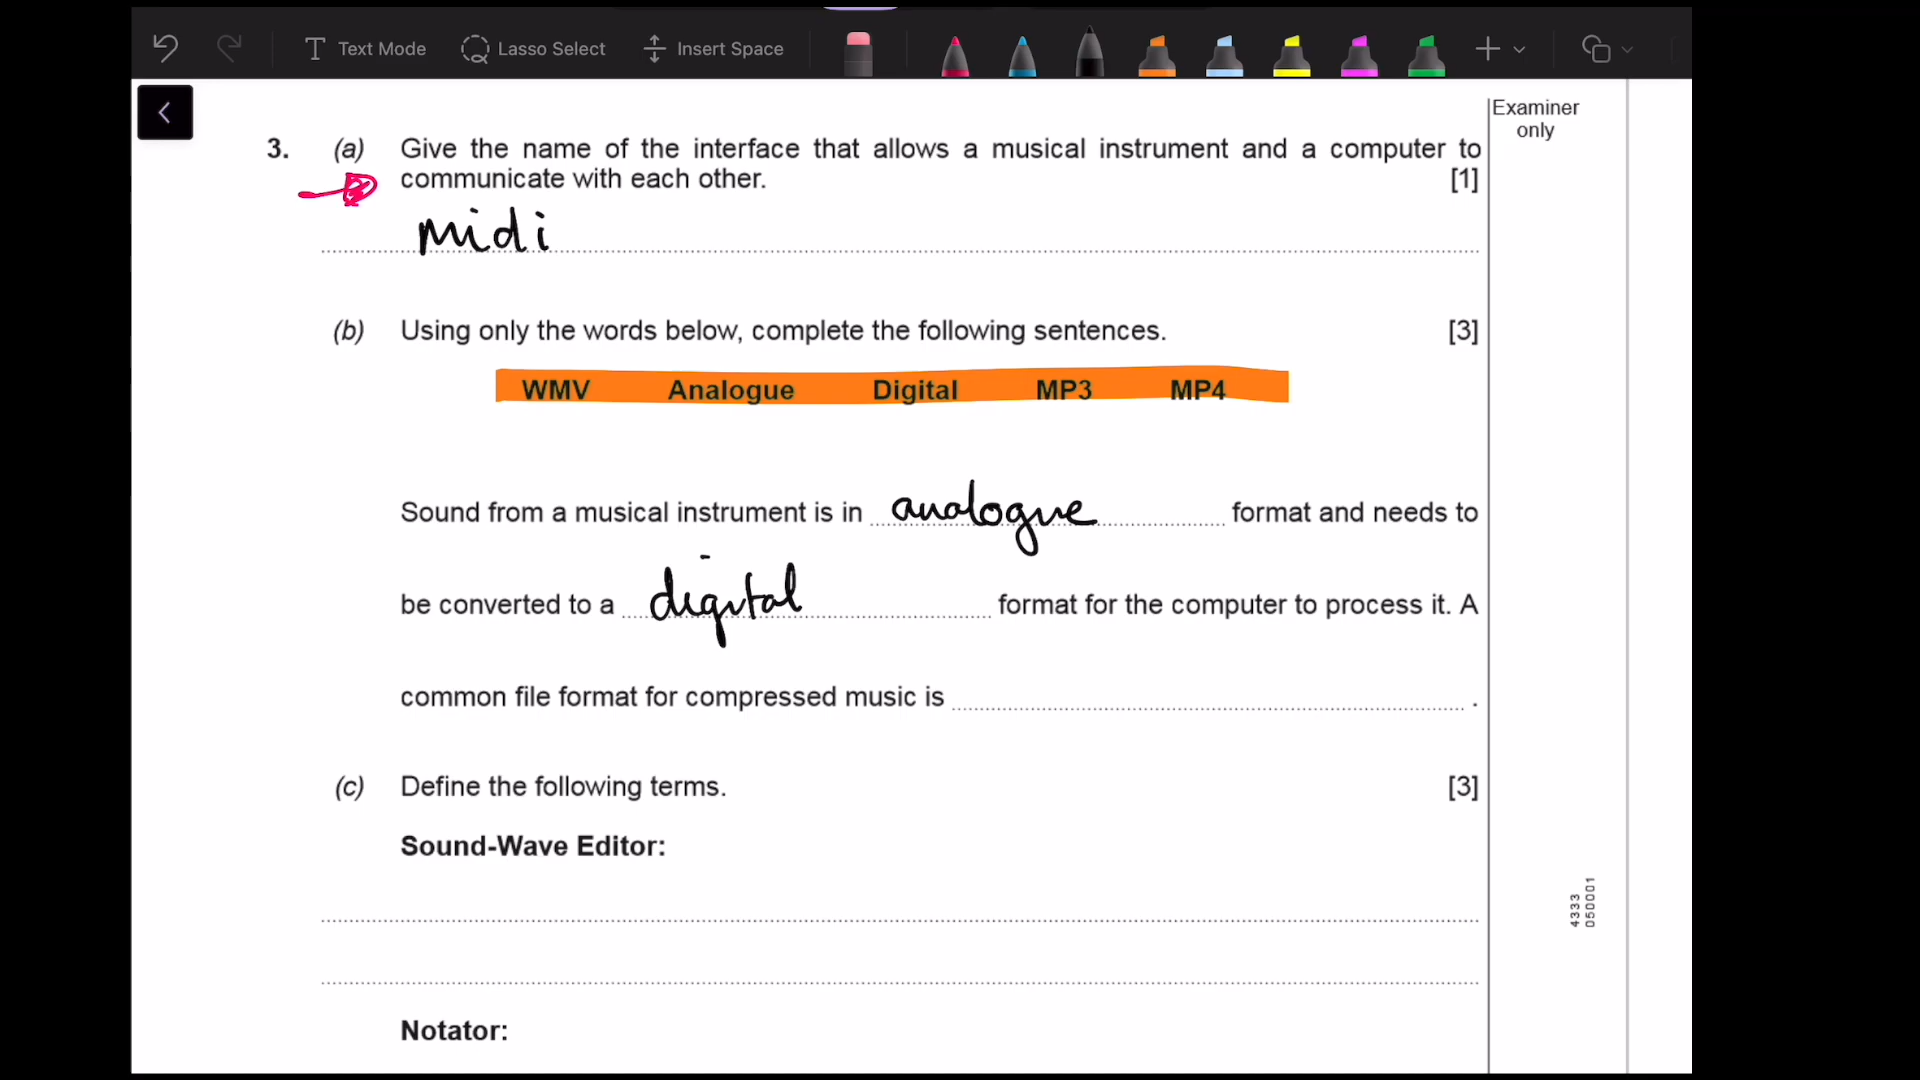 Text Mode Lasso Select Insert Space
Examiner
only
3. (a) Give the name of the interface that allows a musical instrument and a computer to
communicate with each other. [1]
midi
(b) Using only the words below, complete the following sentences. [3]
WMV Analogue Digital MP3 MP4
Sound from a musical instrument is in analogue format and needs to
be converted to a digital format for the computer to process it. A
common file format for compressed music is .
(c) Define the following terms. [3]
Sound-Wave Editor:
4333
050001
Notator: